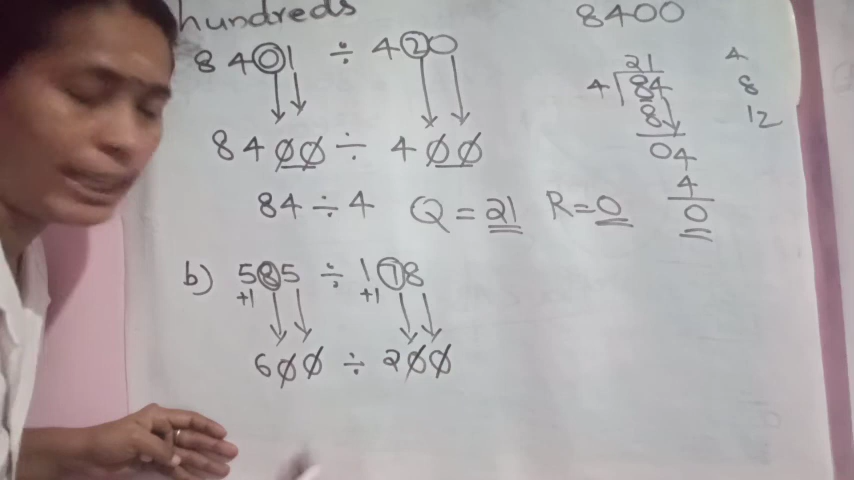 hundreds
8401 ÷ 420
8400 ÷ 400
84 ÷ 4 Q = 21 R = 0
b) 585 ÷ 178
+1 +1
600 ÷ 200
8400
21
4 84
8
04
4
0
4
8
12